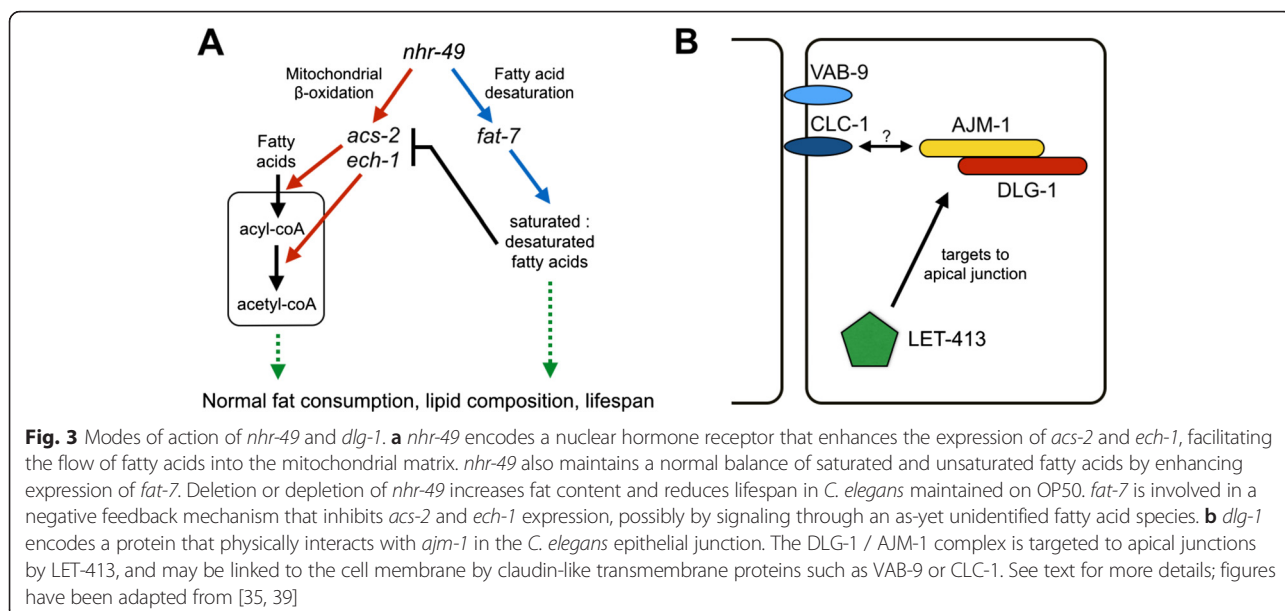 A
nhr-49
Mitochondrial
β-oxidation
Fatty acid
desaturation
Fatty
acids
acs-2
ech-1
fat-7
acyl-coA
acetyl-coA
saturated :
desaturated
fatty acids
Normal fat consumption, lipid composition, lifespan
B
VAB-9
CLC-1
?
AJM-1
DLG-1
targets to
apical junction
LET-413
Fig. 3 Modes of action of nhr-49 and dlg-1. a nhr-49 encodes a nuclear hormone receptor that enhances the expression of acs-2 and ech-1, facilitating
the flow of fatty acids into the mitochondrial matrix. nhr-49 also maintains a normal balance of saturated and unsaturated fatty acids by enhancing
expression of fat-7. Deletion or depletion of nhr-49 increases fat content and reduces lifespan in C. elegans maintained on OP50. fat-7 is involved in a
negative feedback mechanism that inhibits acs-2 and ech-1 expression, possibly by signaling through an as-yet unidentified fatty acid species. b dlg-1
encodes a protein that physically interacts with ajm-1 in the C. elegans epithelial junction. The DLG-1 / AJM-1 complex is targeted to apical junctions
by LET-413, and may be linked to the cell membrane by claudin-like transmembrane proteins such as VAB-9 or CLC-1. See text for more details; figures
have been adapted from [35, 39]